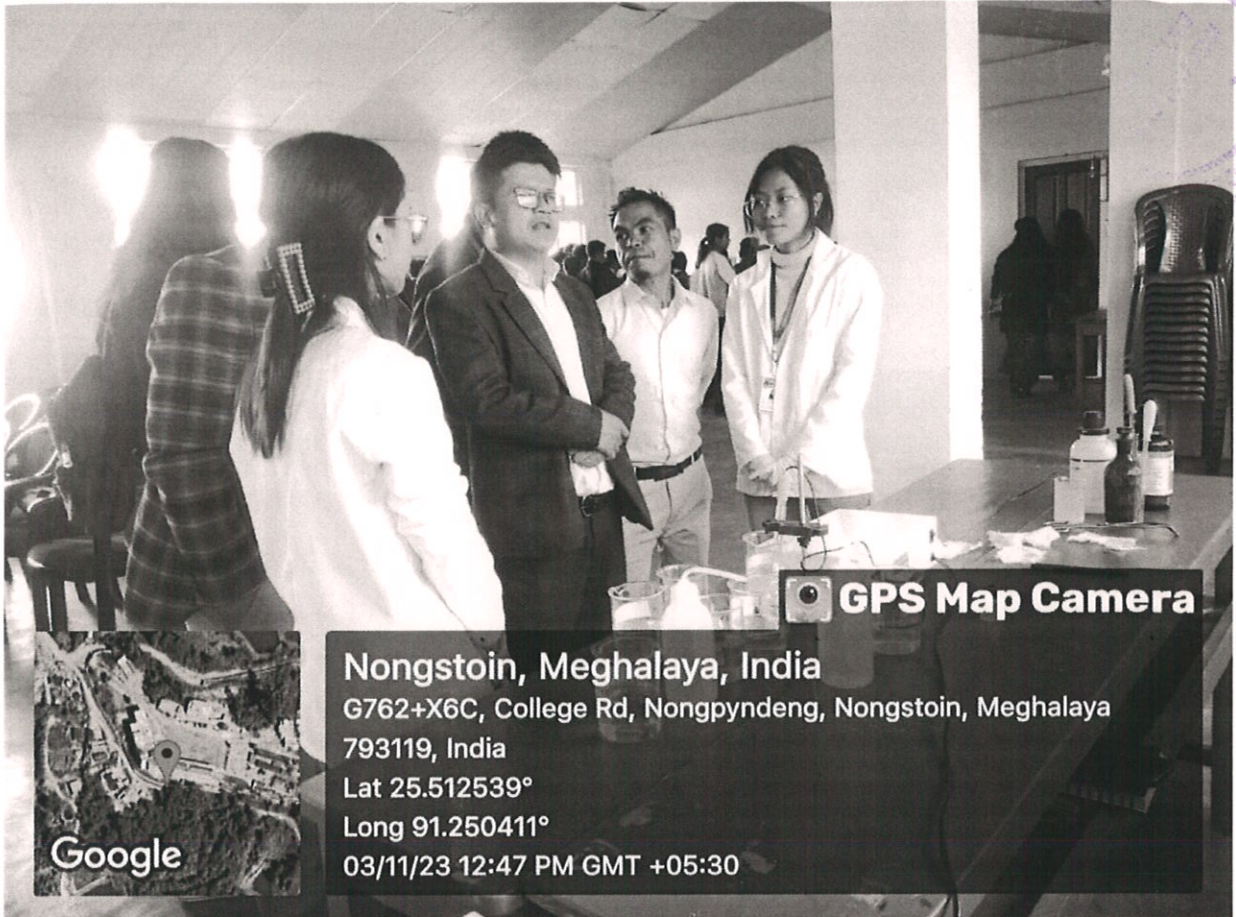 GPS Map Camera
Nongstoin, Meghalaya, India
G762+X6C, College Rd, Nongpyndeng, Nongstoin, Meghalaya
793119, India
Lat 25.512539°
Long 91.250411°
03/11/23 12:47 PM GMT +05:30
Google